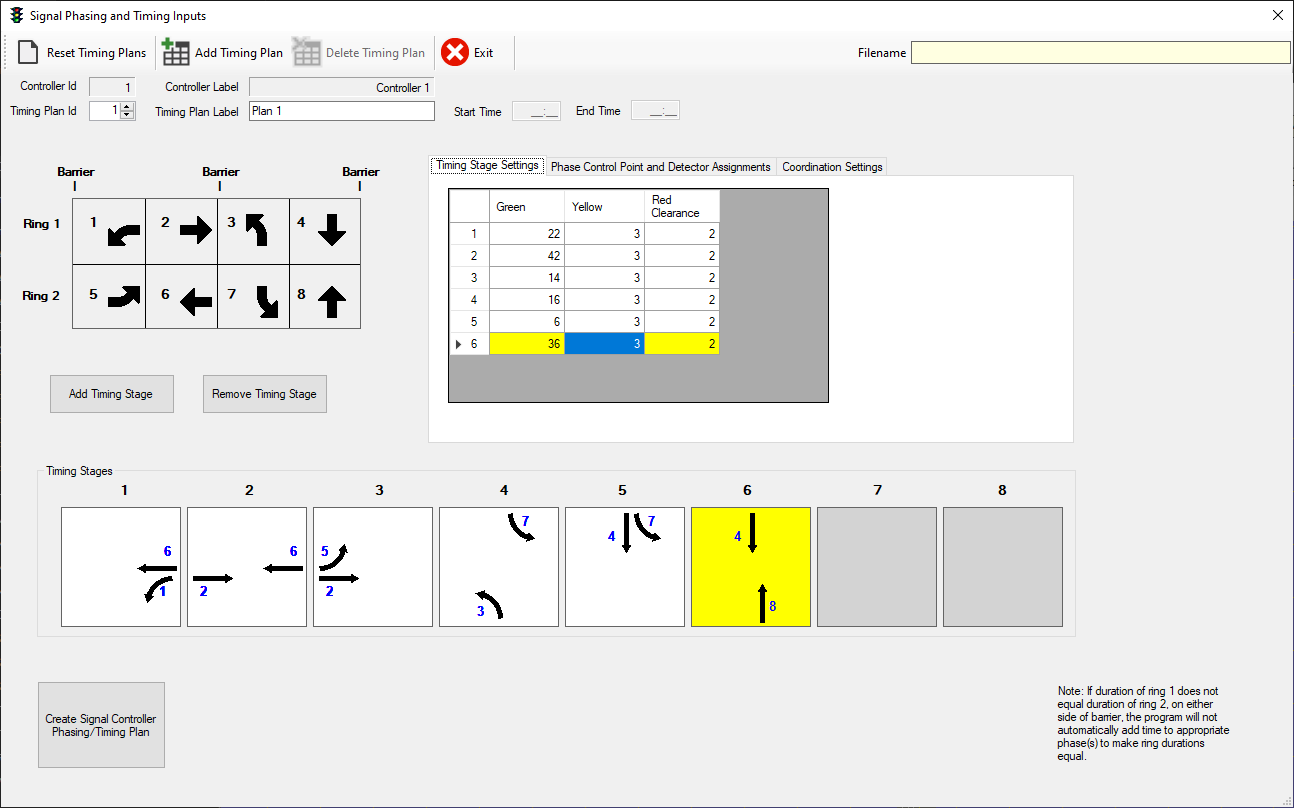 Signal Phasing and Timing Inputs
Reset Timing Plans Add Timing Plan Delete Timing Plan Exit Filename
Controller Id 1 Controller Label Controller 1
Timing Plan Id 1 Timing Plan Label Plan 1 Start Time __:__ End Time __:__
Timing Stage Settings Phase Control Point and Detector Assignments Coordination Settings
Barrier Barrier Barrier
Ring 1 1 2 3 4
Ring 2 5 6 7 8
Green Yellow Red
Clearance
1 22 3 2
2 42 3 2
3 14 3 2
4 16 3 2
5 6 3 2
6 36 3 2
Add Timing Stage Remove Timing Stage
Timing Stages
1 2 3 4 5 6 7 8
6 1
6 2
5 2
7 3
4 7
4 8
Create Signal Controller
Phasing/Timing Plan
Note: If duration of ring 1 does not
equal duration of ring 2, on either
side of barrier, the program will not
automatically add time to appropriate
phase(s) to make ring durations
equal.